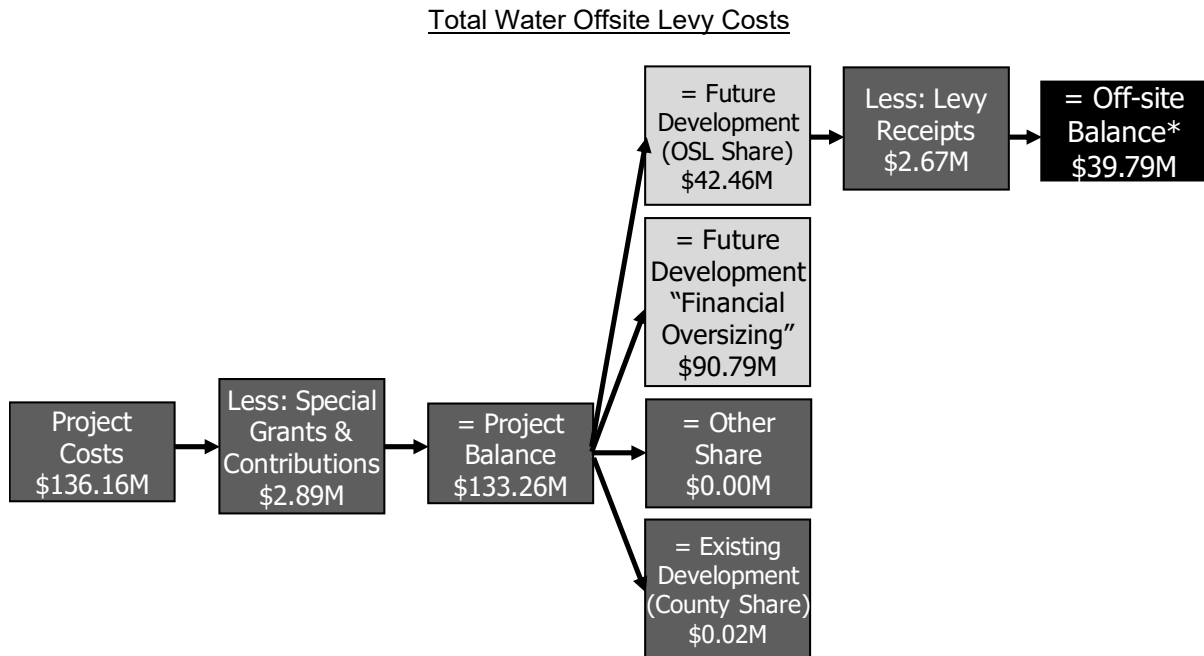 Total Water Offsite Levy Costs
Project
Costs
$136.16M
Less: Special
Grants &
Contributions
$2.89M
= Project
Balance
$133.26M
= Future
Development
(OSL Share)
$42.46M
Less: Levy
Receipts
$2.67M
= Off-site
Balance*
$39.79M
= Future
Development
“Financial
Oversizing”
$90.79M
= Other
Share
$0.00M
= Existing
Development
(County Share)
$0.02M